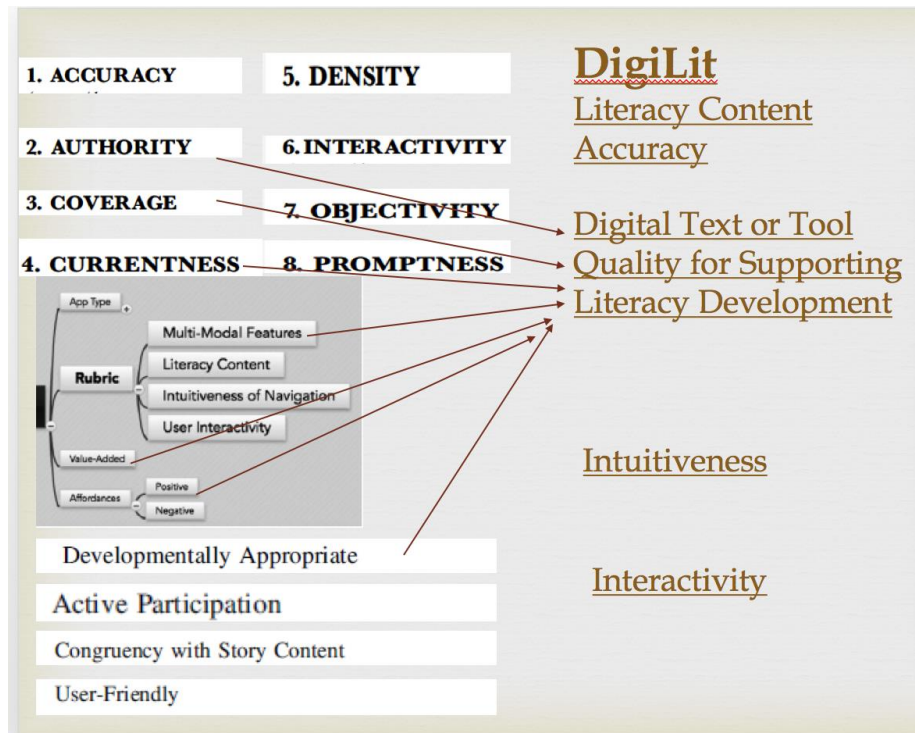 1. ACCURACY
2. AUTHORITY
3. COVERAGE
4. CURRENTNESS
5. DENSITY
6. INTERACTIVITY
7. OBJECTIVITY
8. PROMPTNESS
App Type
Rubric
Multi-Modal Features
Literacy Content
Intuitiveness of Navigation
User Interactivity
Value-Added
Affordances
Positive
Negative
Developmentally Appropriate
Active Participation
Congruency with Story Content
User-Friendly
DigiLit
Literacy Content
Accuracy
Digital Text or Tool
Quality for Supporting
Literacy Development
Intuitiveness
Interactivity